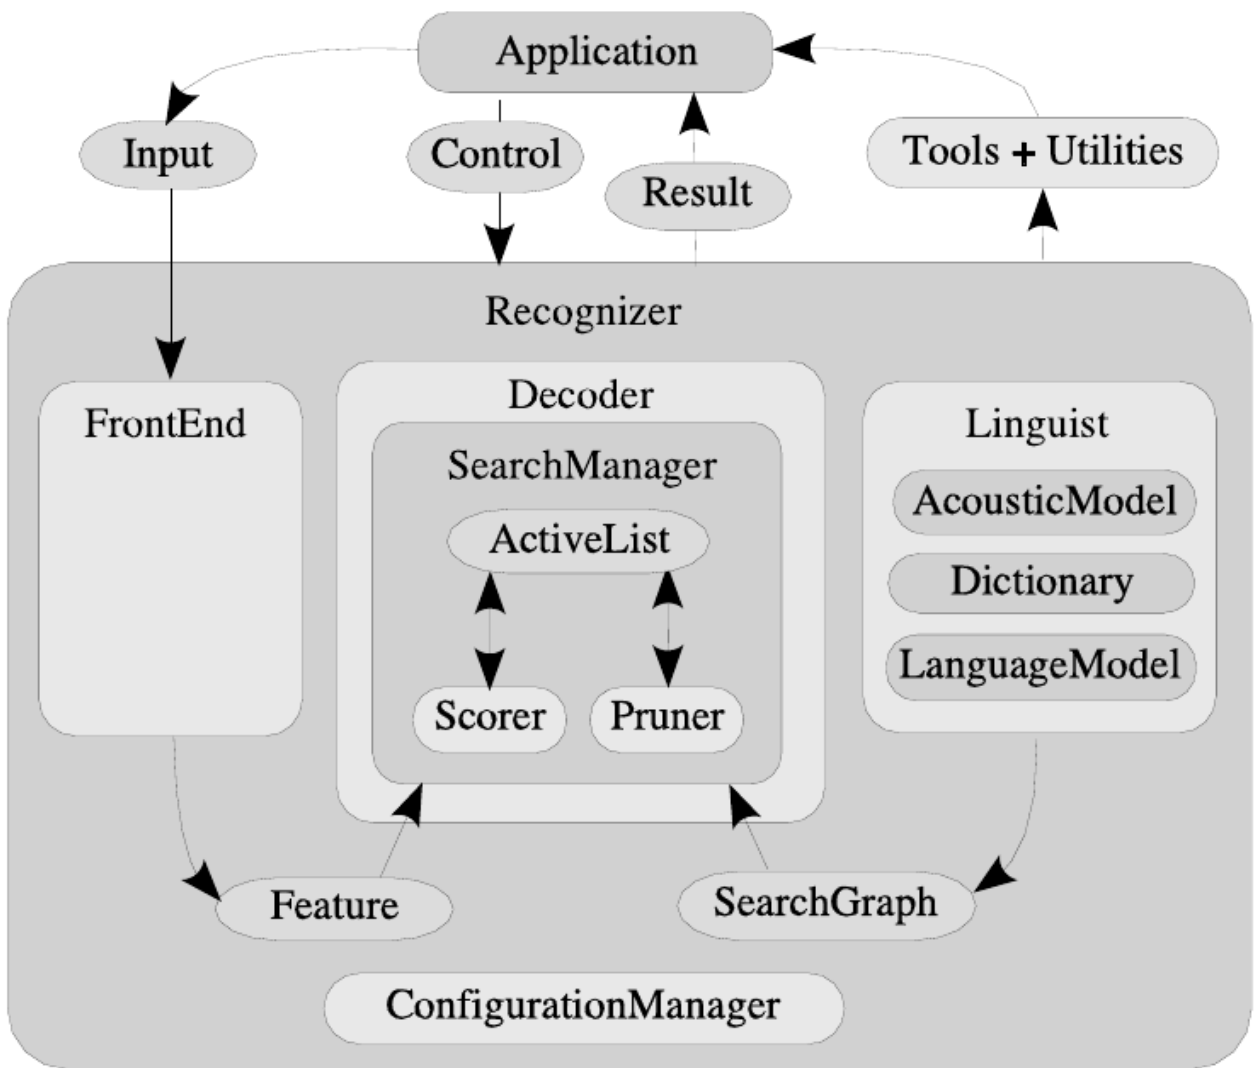 Application
Input
Control
Result
Tools + Utilities
Recognizer
FrontEnd
Decoder
SearchManager
ActiveList
Scorer
Pruner
Linguist
AcousticModel
Dictionary
LanguageModel
Feature
SearchGraph
ConfigurationManager